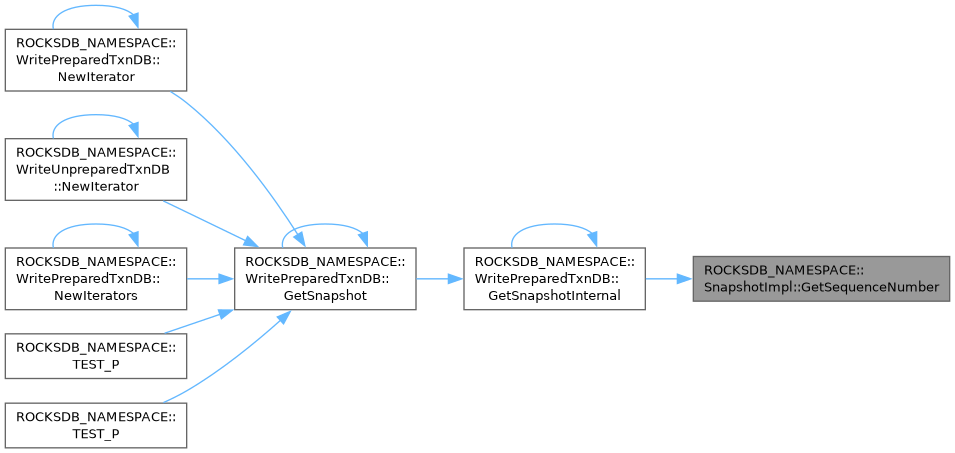 ROCKSDB_NAMESPACE::
WritePreparedTxnDB::
NewIterator
ROCKSDB_NAMESPACE::
WriteUnpreparedTxnDB
::NewIterator
ROCKSDB_NAMESPACE::
WritePreparedTxnDB::
NewIterators
ROCKSDB_NAMESPACE::
TEST_P
ROCKSDB_NAMESPACE::
TEST_P
ROCKSDB_NAMESPACE::
WritePreparedTxnDB::
GetSnapshot
ROCKSDB_NAMESPACE::
WritePreparedTxnDB::
GetSnapshotInternal
ROCKSDB_NAMESPACE::
SnapshotImpl::GetSequenceNumber